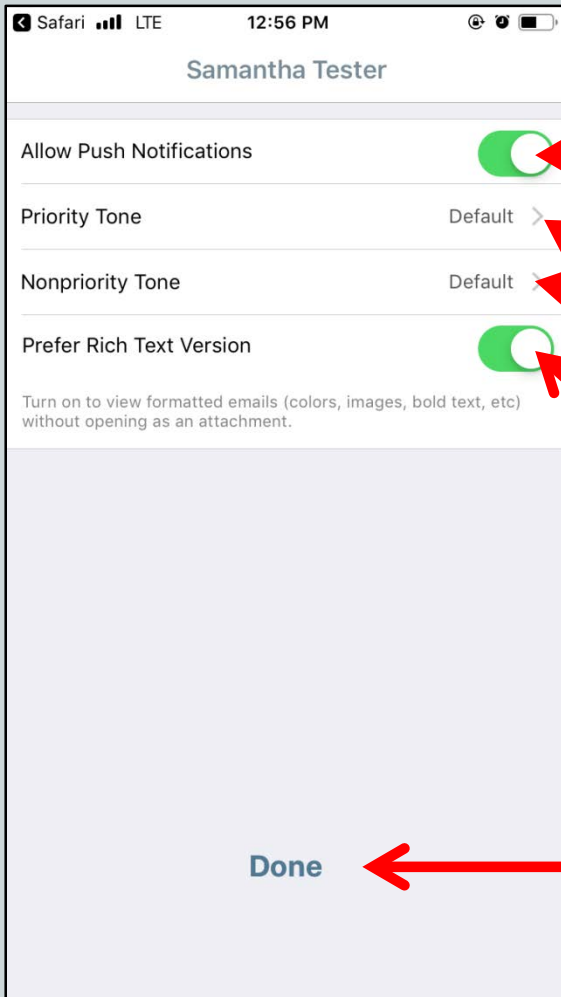 Safari LTE 12:56 PM
Samantha Tester
Allow Push Notifications
Priority Tone Default
Nonpriority Tone Default
Prefer Rich Text Version
Turn on to view formatted emails (colors, images, bold text, etc)
without opening as an attachment.
Done